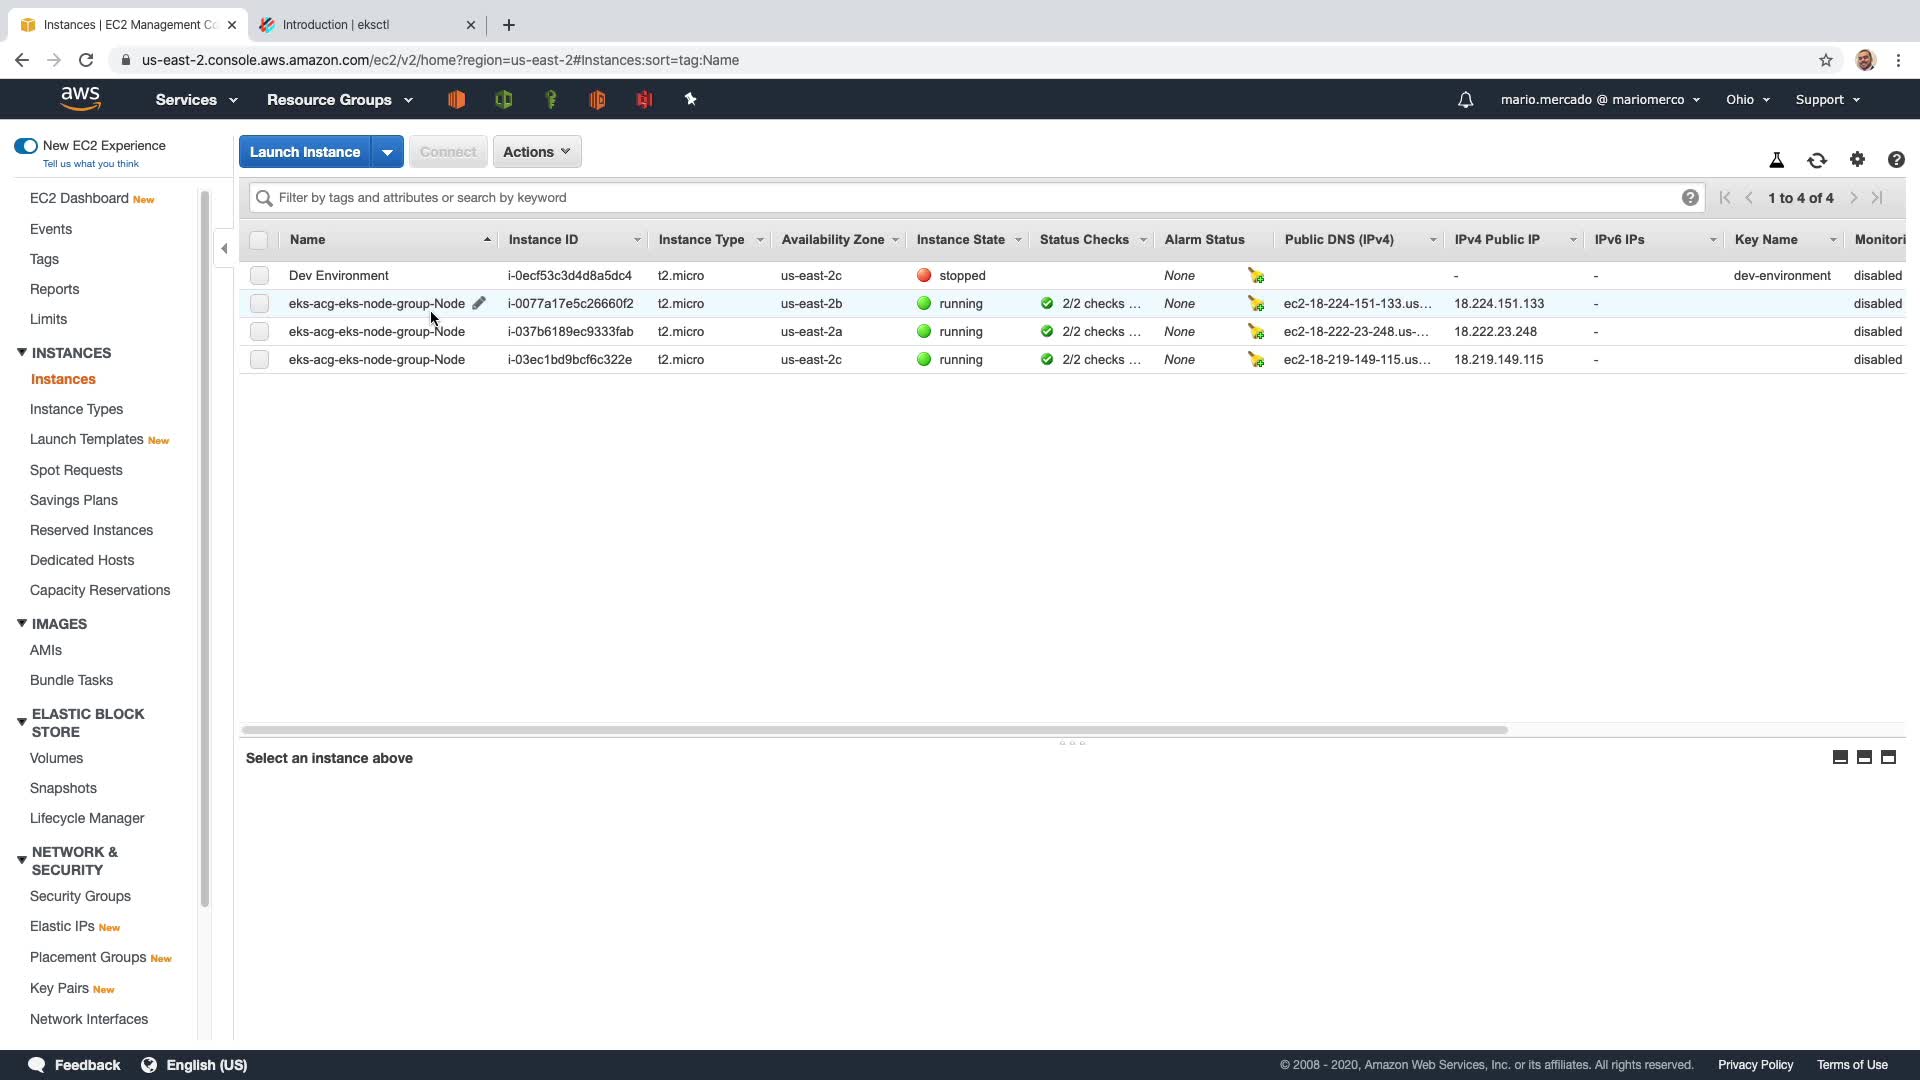 Instances | EC2 Management Co
Introduction | eksctl
us-east-2.console.aws.amazon.com/ec2/v2/home?region=us-east-2#Instances:sort=tag:Name
aws
Services
Resource Groups
mario.mercado @ mariomerco
Ohio
Support
New EC2 Experience
Tell us what you think
EC2 Dashboard New
Events
Tags
Reports
Limits
INSTANCES
Instances
Instance Types
Launch Templates New
Spot Requests
Savings Plans
Reserved Instances
Dedicated Hosts
Capacity Reservations
IMAGES
AMIs
Bundle Tasks
ELASTIC BLOCK
STORE
Volumes
Snapshots
Lifecycle Manager
NETWORK &
SECURITY
Security Groups
Elastic IPs New
Placement Groups New
Key Pairs New
Network Interfaces
Launch Instance
Connect
Actions
Filter by tags and attributes or search by keyword
1 to 4 of 4
Name Instance ID Instance Type Availability Zone Instance State Status Checks Alarm Status Public DNS (IPv4) IPv4 Public IP IPv6 IPs Key Name Monitori
Dev Environment i-0ecf53c3d4d8a5dc4 t2.micro us-east-2c stopped None - - dev-environment disabled
eks-acg-eks-node-group-Node i-0077a17e5c26660f2 t2.micro us-east-2b running 2/2 checks ... None ec2-18-224-151-133.us... 18.224.151.133 - disabled
eks-acg-eks-node-group-Node i-037b6189ec9333fab t2.micro us-east-2a running 2/2 checks ... None ec2-18-222-23-248.us-... 18.222.23.248 - disabled
eks-acg-eks-node-group-Node i-03ec1bd9bcf6c322e t2.micro us-east-2c running 2/2 checks ... None ec2-18-219-149-115.us... 18.219.149.115 - disabled
Select an instance above
Feedback
English (US)
© 2008 - 2020, Amazon Web Services, Inc. or its affiliates. All rights reserved.
Privacy Policy
Terms of Use